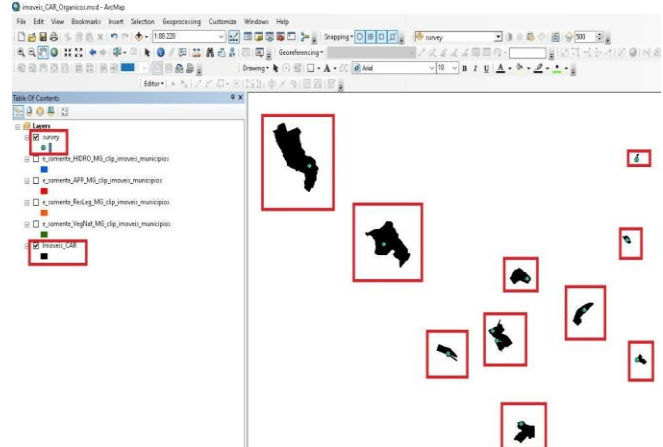 imoveis_CAR_Organicos.mxd - ArcMap
File Edit View Bookmarks Insert Selection Geoprocessing Customize Windows Help
1:88.228 Snapping survey 500
Georeferencing
Drawing Arial 10 B I U A
Editor
Table Of Contents
Layers
survey
e_somente_HIDRO_MG_clip_imoveis_municipios
e_somente_APP_MG_clip_imoveis_municipios
e_somente_ResLeg_MG_clip_imoveis_municipios
e_somente_VegNat_MG_clip_imoveis_municipios
Imoveis_CAR